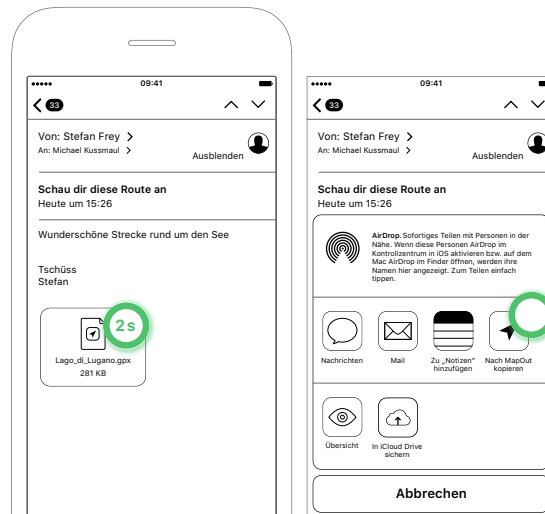 09:41
33
Von: Stefan Frey
An: Michael Kussmaul
Ausblenden
Schau dir diese Route an
Heute um 15:26
Wunderschöne Strecke rund um den See
Tschüss
Stefan
2s
Lago_di_Lugano.gpx
281 KB
09:41
33
Von: Stefan Frey
An: Michael Kussmaul
Ausblenden
Schau dir diese Route an
Heute um 15:26
AirDrop. Sofortiges Teilen mit Personen in der
Nähe. Wenn diese Personen AirDrop im
Kontrollzentrum in iOS aktivieren bzw. auf dem
Mac AirDrop im Finder öffnen, werden ihre
Namen hier angezeigt. Zum Teilen einfach
tippen.
Nachrichten
Mail
Zu „Notizen"
hinzufügen
Nach MapOut
kopieren
Übersicht
In iCloud Drive
sichern
Abbrechen